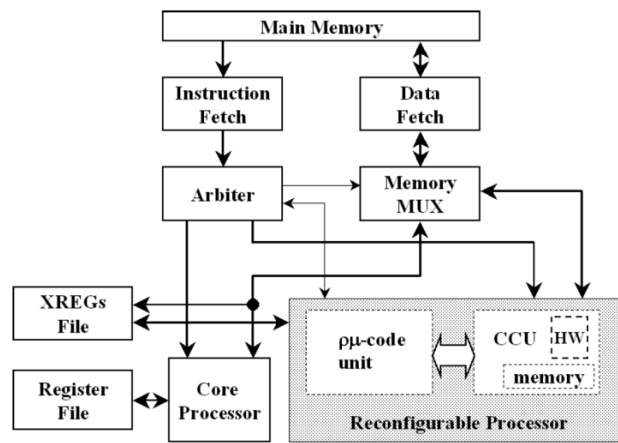 Main Memory
Instruction
Fetch
Data
Fetch
Arbiter
Memory
MUX
XREGs
File
Register
File
Core
Processor
ρμ-code
unit
CCU
HW
memory
Reconfigurable Processor